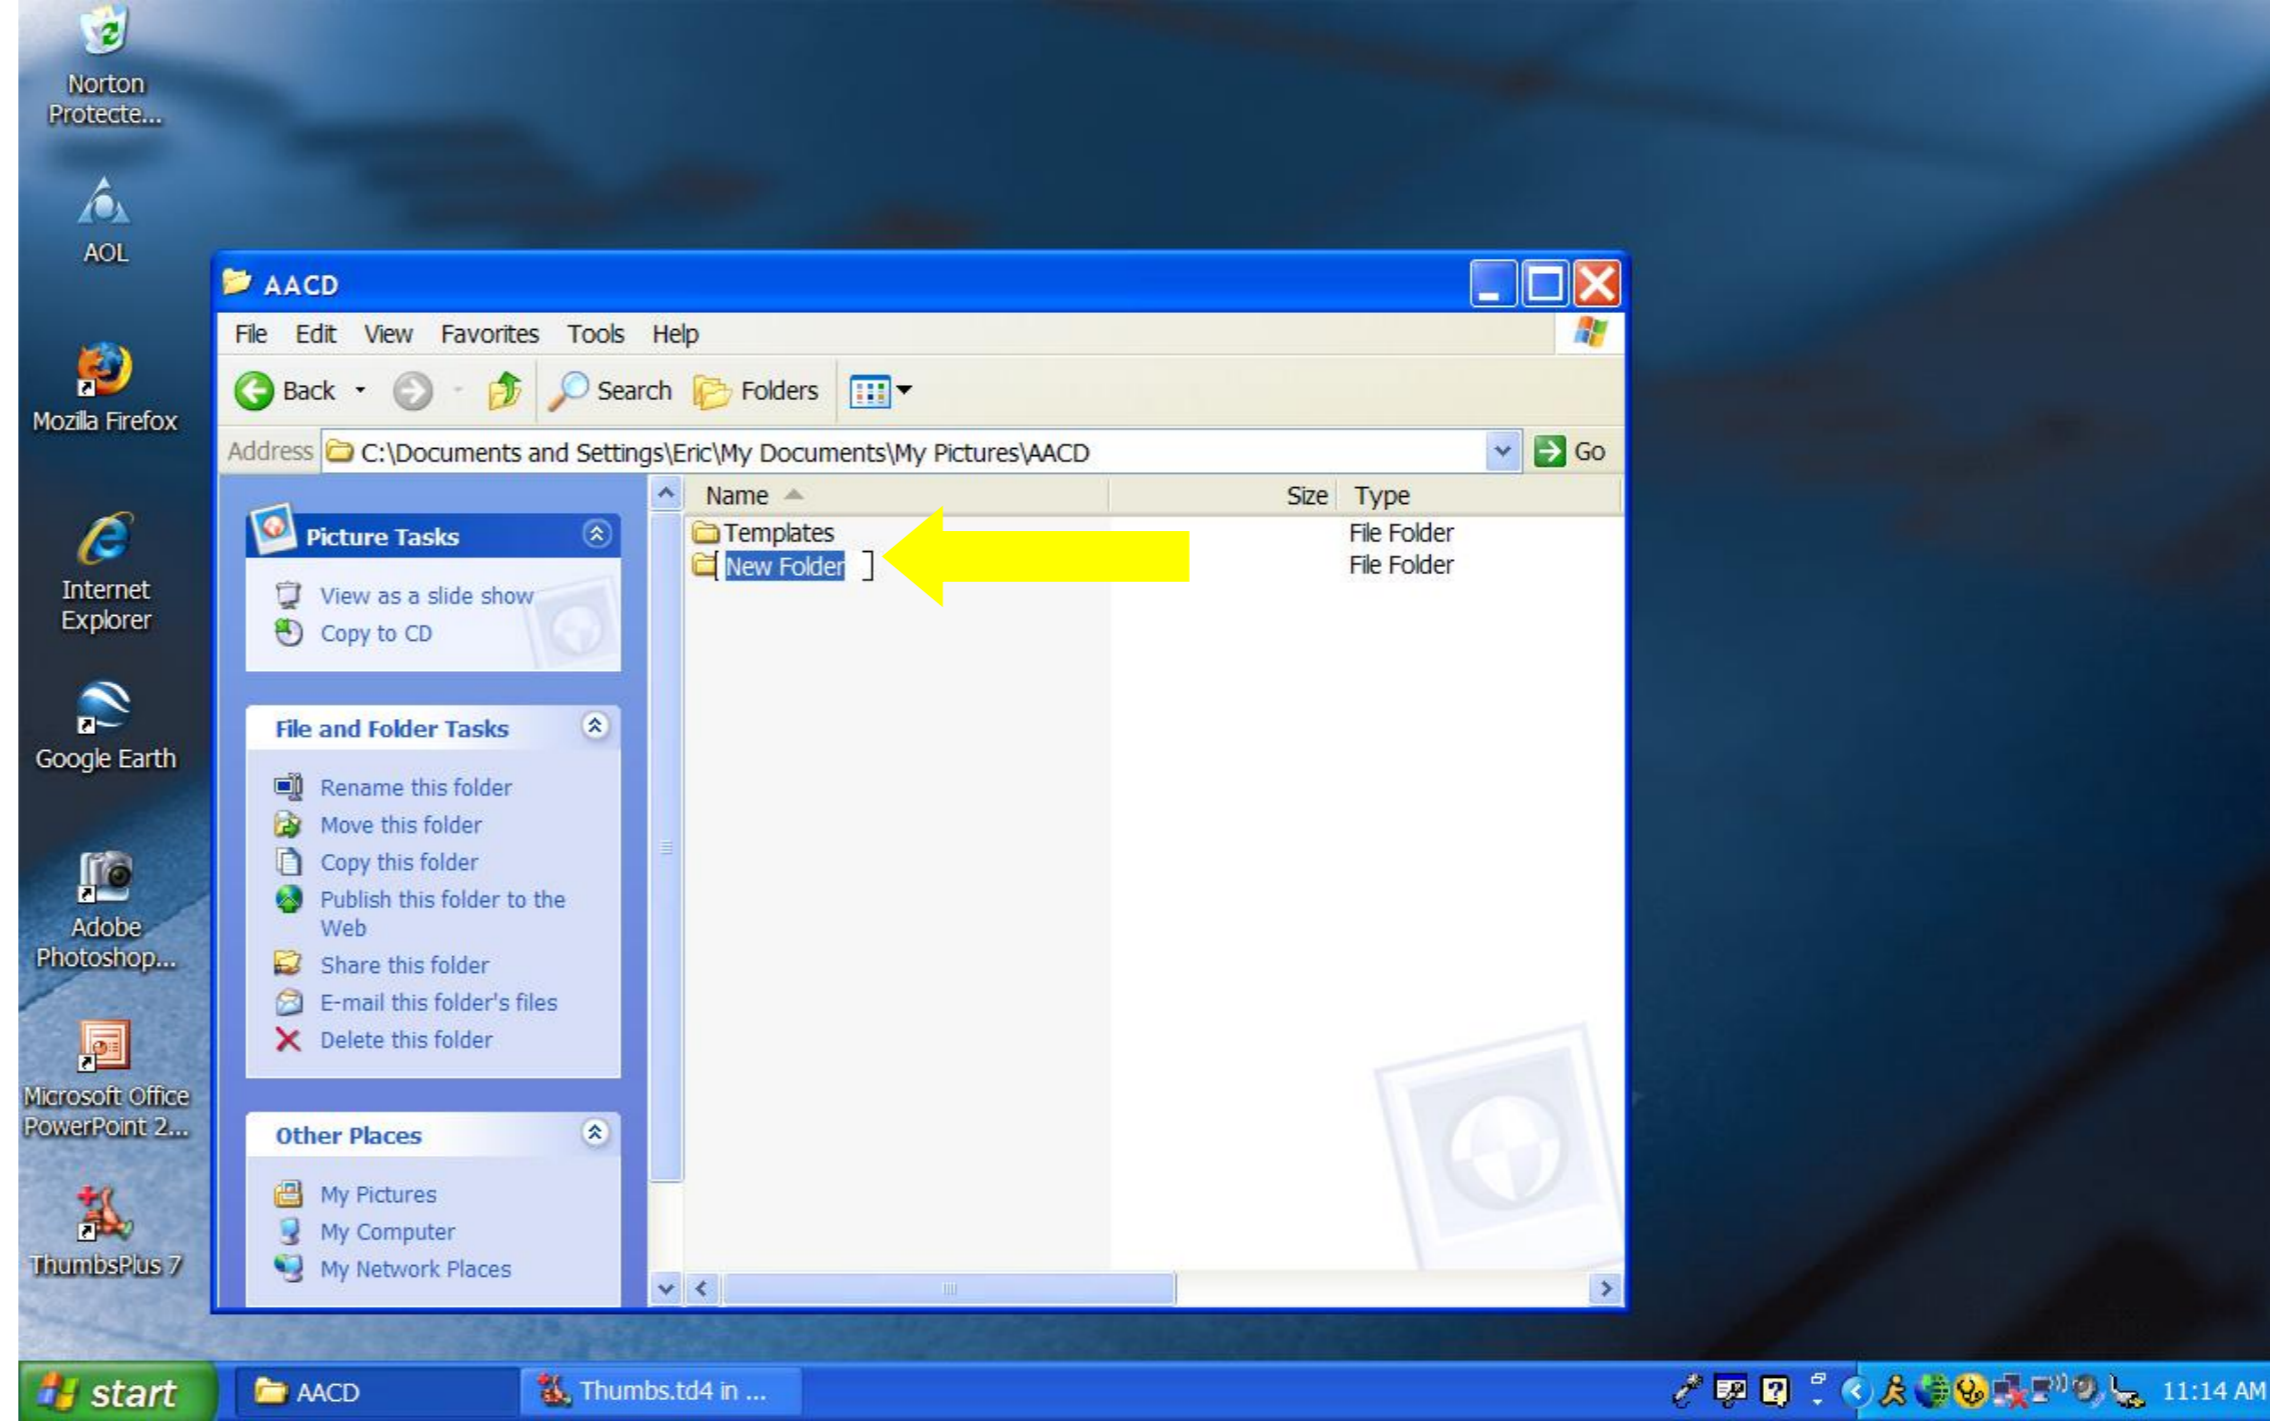 Norton
Protecte...
AOL
Mozilla Firefox
Internet
Explorer
Google Earth
Adobe
Photoshop...
Microsoft Office
PowerPoint 2...
ThumbsPlus 7
AACD
File Edit View Favorites Tools Help
Back Search Folders
Address C:\Documents and Settings\Eric\My Documents\My Pictures\AACD Go
Picture Tasks
View as a slide show
Copy to CD
File and Folder Tasks
Rename this folder
Move this folder
Copy this folder
Publish this folder to the
Web
Share this folder
E-mail this folder's files
Delete this folder
Other Places
My Pictures
My Computer
My Network Places
Name Size Type
Templates File Folder
New Folder File Folder
start AACD Thumbs.td4 in ... 11:14 AM